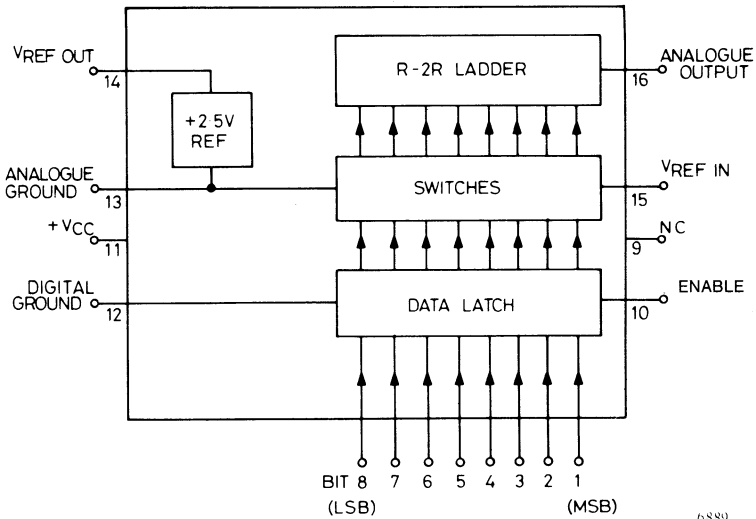 VREF OUT
14
+2·5V
REF
R-2R LADDER
16
ANALOGUE
OUTPUT
ANALOGUE
GROUND
13
SWITCHES
VREF IN
15
+VCC
11
NC
9
DIGITAL
GROUND
12
DATA LATCH
ENABLE
10
BIT 8 7 6 5 4 3 2 1
(LSB) (MSB)
6889